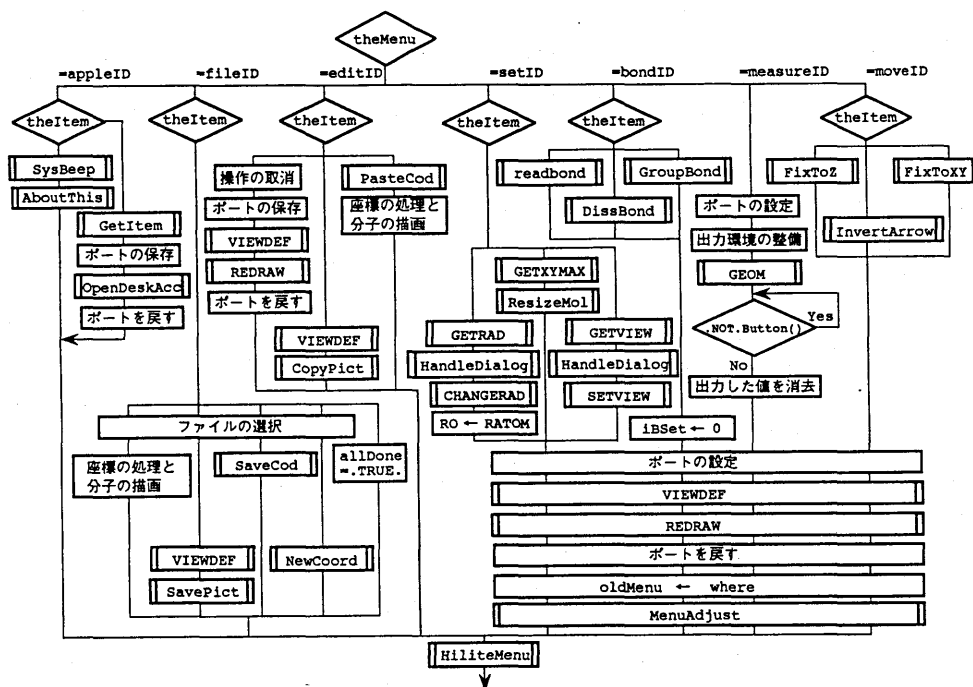 theMenu
=appleID
=fileID
=editID
=setID
=bondID
=measureID
=moveID
theItem
theItem
theItem
theItem
theItem
theItem
SysBeep
AboutThis
GetItem
ポートの保存
OpenDeskAcc
ポートを戻す
操作の取消
ポートの保存
VIEWDEF
REDRAW
ポートを戻す
PasteCod
座標の処理と
分子の描画
VIEWDEF
CopyPict
readbond
GroupBond
DissBond
GETXYMAX
ResizeMol
GETRAD
HandleDialog
CHANGERAD
RO ← RATOM
GETVIEW
HandleDialog
SETVIEW
iBSet ← 0
ポートの設定
出力環境の整備
GEOM
.NOT.Button()
Yes
No
出力した値を消去
FixToZ
FixToXY
InvertArrow
ファイルの選択
座標の処理と
分子の描画
SaveCod
allDone
=.TRUE.
VIEWDEF
SavePict
NewCoord
ポートの設定
VIEWDEF
REDRAW
ポートを戻す
oldMenu ← where
MenuAdjust
HiliteMenu